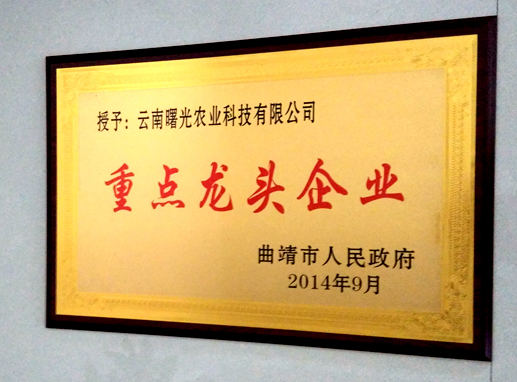 授予：云南曙光农业科技有限公司
重点龙头企业
曲靖市人民政府
2014年9月